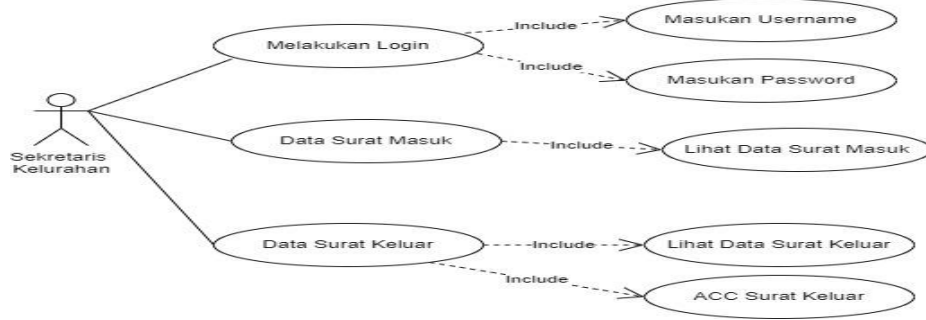 Masukan Username
Include
Melakukan Login
Include
Masukan Password
Data Surat Masuk
Include
Lihat Data Surat Masuk
Sekretaris
Kelurahan
Data Surat Keluar
Include
Lihat Data Surat Keluar
Include
ACC Surat Keluar